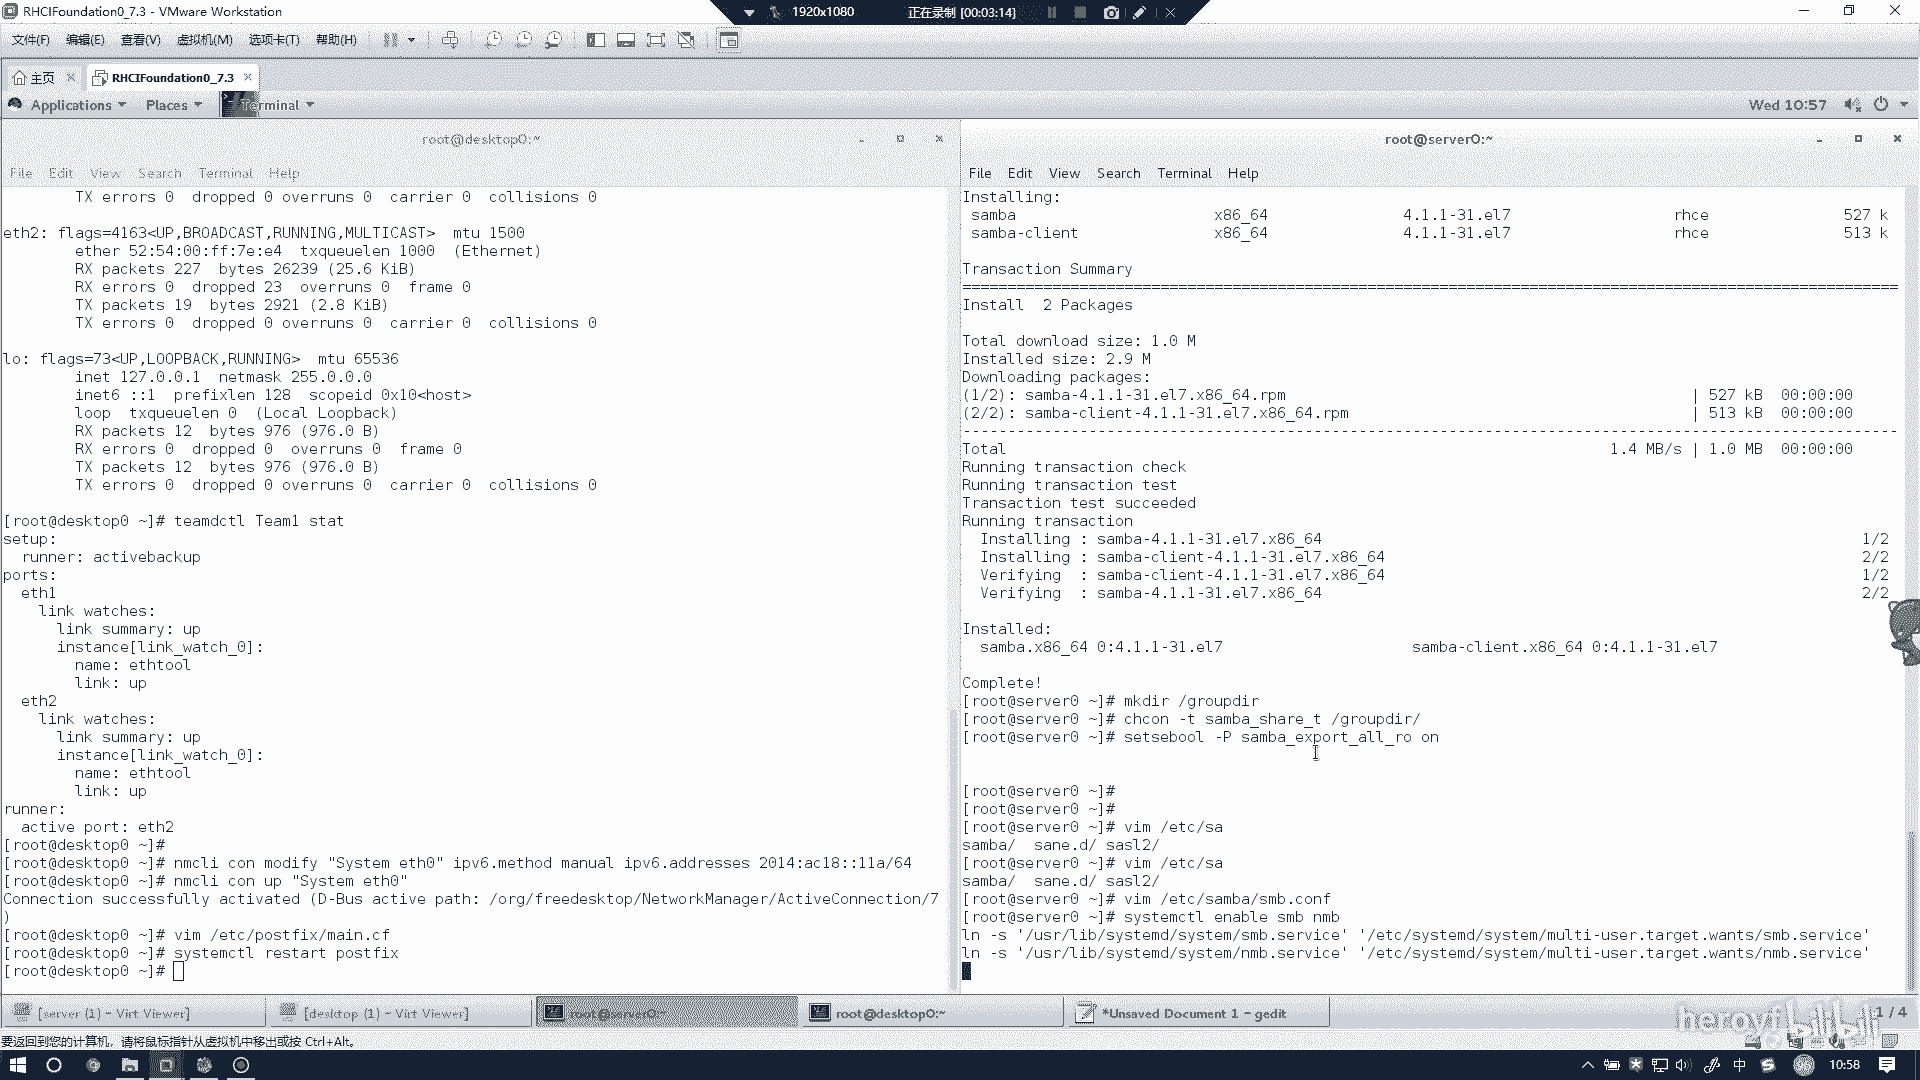 RHCIFoundation0_7.3 - VMware Workstation
1920x1080
正在录制 [00:03:14]
文件(F) 编辑(E) 查看(V) 虚拟机(M) 选项卡(T) 帮助(H)
主页
RHCIFoundation0_7.3
Applications Places Terminal
Wed 10:57
root@desktop0:~
File Edit View Search Terminal Help
TX errors 0 dropped 0 overruns 0 carrier 0 collisions 0
eth2: flags=4163<UP,BROADCAST,RUNNING,MULTICAST> mtu 1500
ether 52:54:00:ff:7e:e4 txqueuelen 1000 (Ethernet)
RX packets 227 bytes 26239 (25.6 KiB)
RX errors 0 dropped 23 overruns 0 frame 0
TX packets 19 bytes 2921 (2.8 KiB)
TX errors 0 dropped 0 overruns 0 carrier 0 collisions 0
lo: flags=73<UP,LOOPBACK,RUNNING> mtu 65536
inet 127.0.0.1 netmask 255.0.0.0
inet6 ::1 prefixlen 128 scopeid 0x10<host>
loop txqueuelen 0 (Local Loopback)
RX packets 12 bytes 976 (976.0 B)
RX errors 0 dropped 0 overruns 0 frame 0
TX packets 12 bytes 976 (976.0 B)
TX errors 0 dropped 0 overruns 0 carrier 0 collisions 0
[root@desktop0 ~]# teamdctl Team1 stat
setup:
runner: activebackup
ports:
eth1
link watches:
link summary: up
instance[link_watch_0]:
name: ethtool
link: up
eth2
link watches:
link summary: up
instance[link_watch_0]:
name: ethtool
link: up
runner:
active port: eth2
[root@desktop0 ~]#
[root@desktop0 ~]# nmcli con modify "System eth0" ipv6.method manual ipv6.addresses 2014:ac18::11a/64
[root@desktop0 ~]# nmcli con up "System eth0"
Connection successfully activated (D-Bus active path: /org/freedesktop/NetworkManager/ActiveConnection/7
)
[root@desktop0 ~]# vim /etc/postfix/main.cf
[root@desktop0 ~]# systemctl restart postfix
[root@desktop0 ~]#
root@server0:~
File Edit View Search Terminal Help
Installing:
samba x86_64 4.1.1-31.el7 rhce 527 k
samba-client x86_64 4.1.1-31.el7 rhce 513 k
Transaction Summary
================================================================================
Install 2 Packages
Total download size: 1.0 M
Installed size: 2.9 M
Downloading packages:
(1/2): samba-4.1.1-31.el7.x86_64.rpm | 527 kB 00:00:00
(2/2): samba-client-4.1.1-31.el7.x86_64.rpm | 513 kB 00:00:00
--------------------------------------------------------------------------------
Total 1.4 MB/s | 1.0 MB 00:00:00
Running transaction check
Running transaction test
Transaction test succeeded
Running transaction
Installing : samba-4.1.1-31.el7.x86_64 1/2
Installing : samba-client-4.1.1-31.el7.x86_64 2/2
Verifying : samba-client-4.1.1-31.el7.x86_64 1/2
Verifying : samba-4.1.1-31.el7.x86_64 2/2
Installed:
samba.x86_64 0:4.1.1-31.el7 samba-client.x86_64 0:4.1.1-31.el7
Complete!
[root@server0 ~]# mkdir /groupdir
[root@server0 ~]# chcon -t samba_share_t /groupdir/
[root@server0 ~]# setsebool -P samba_export_all_ro on
[root@server0 ~]#
[root@server0 ~]#
[root@server0 ~]# vim /etc/sa
samba/ sane.d/ sasl2/
[root@server0 ~]# vim /etc/sa
samba/ sane.d/ sasl2/
[root@server0 ~]# vim /etc/samba/smb.conf
[root@server0 ~]# systemctl enable smb nmb
ln -s '/usr/lib/systemd/system/smb.service' '/etc/systemd/system/multi-user.target.wants/smb.service'
ln -s '/usr/lib/systemd/system/nmb.service' '/etc/systemd/system/multi-user.target.wants/nmb.service'
[server (1) – Virt Viewer] [desktop (1) – Virt Viewer] root@server0:~ root@desktop0:~ *Unsaved Document 1 – gedit
1 / 4
bilibili
要返回到您的计算机，请将鼠标指针从虚拟机中移出或按 Ctrl+Alt。
中
10:58